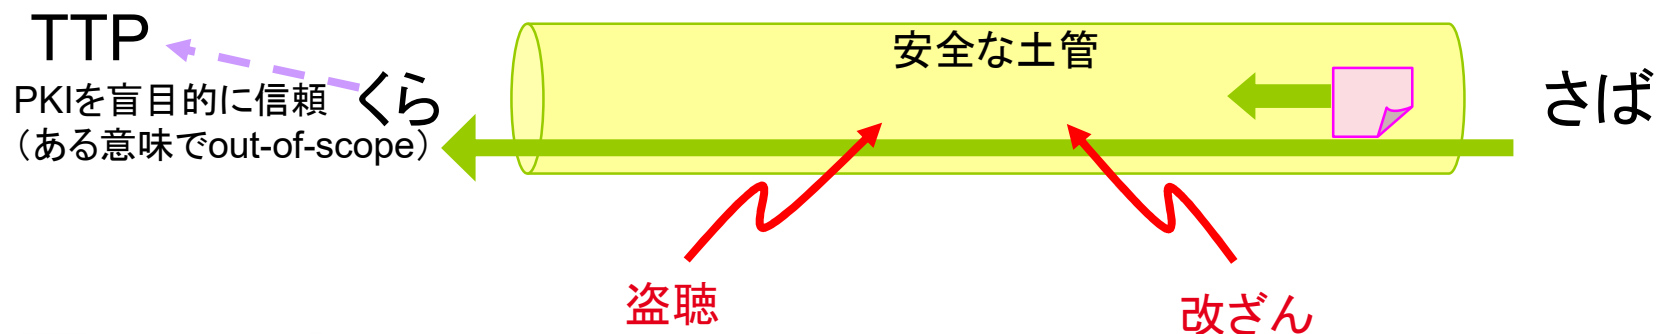 TTP
PKIを盲目的に信頼
（ある意味でout-of-scope）
くら
安全な土管
さば
盗聴
改ざん